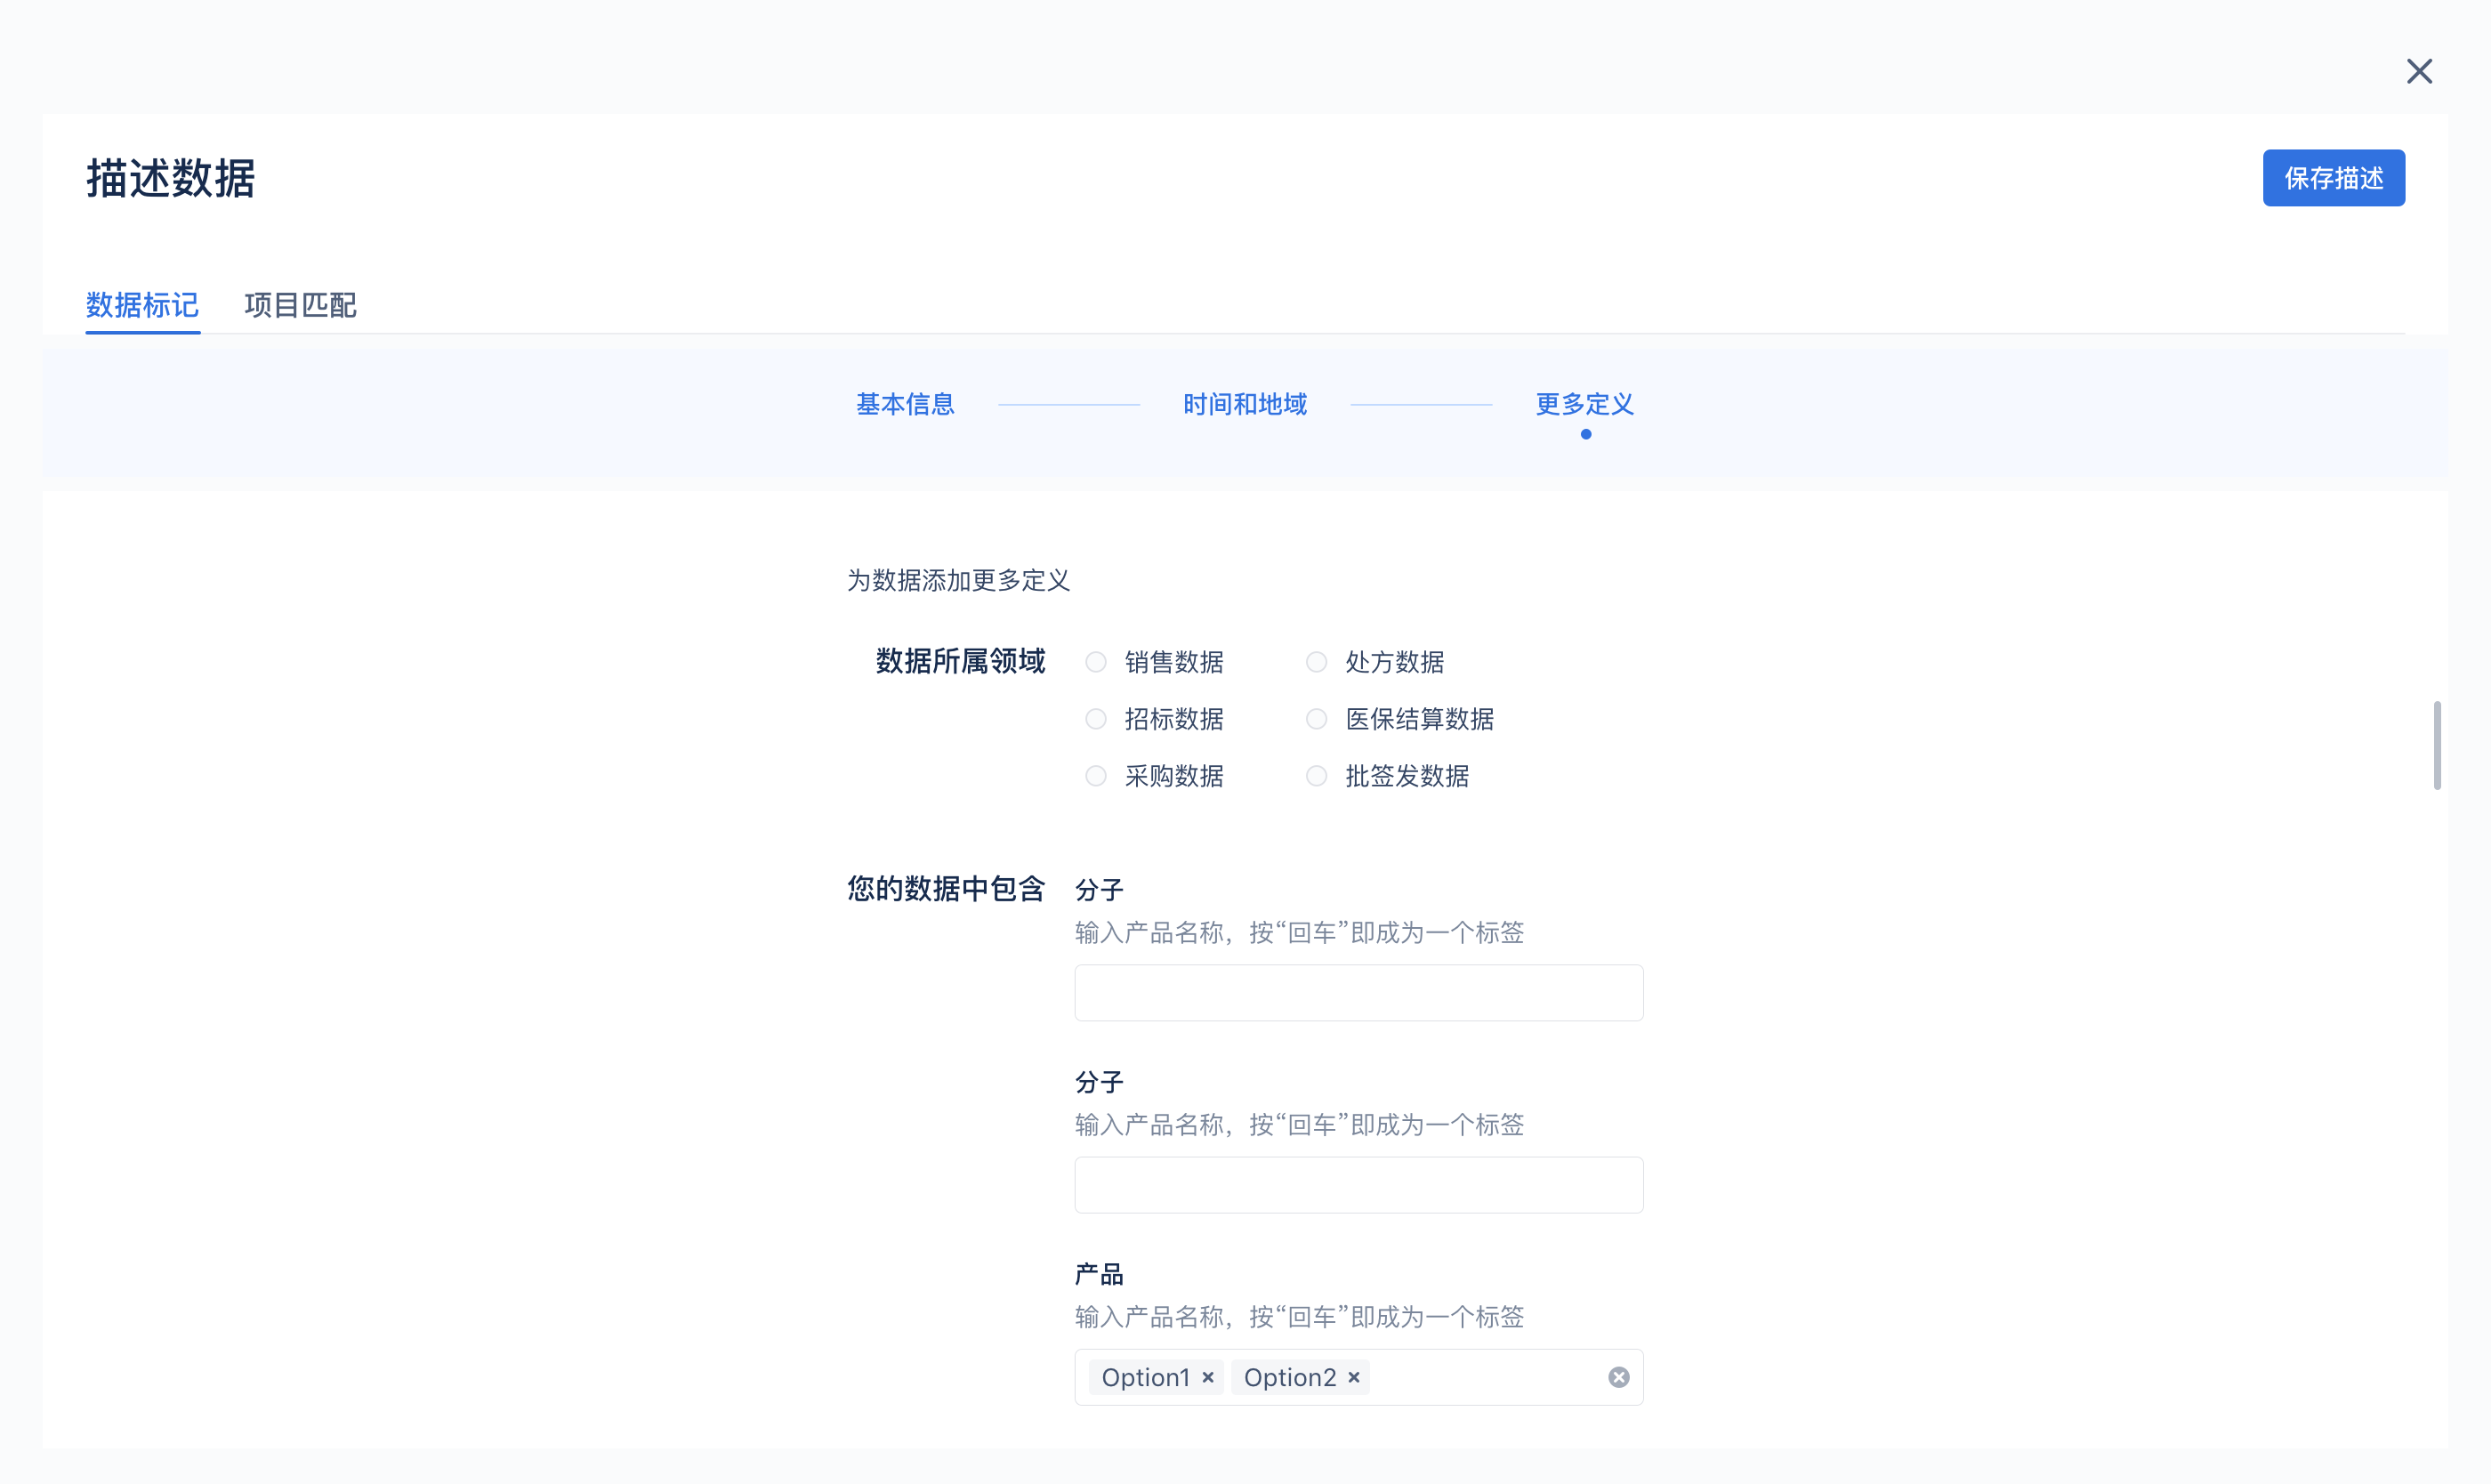 描述数据
保存描述
数据标记 项目匹配
基本信息 时间和地域 更多定义
为数据添加更多定义
数据所属领域 销售数据 处方数据
招标数据 医保结算数据
采购数据 批签发数据
您的数据中包含 分子
输入产品名称，按“回车”即成为一个标签
分子
输入产品名称，按“回车”即成为一个标签
产品
输入产品名称，按“回车”即成为一个标签
Option1 Option2